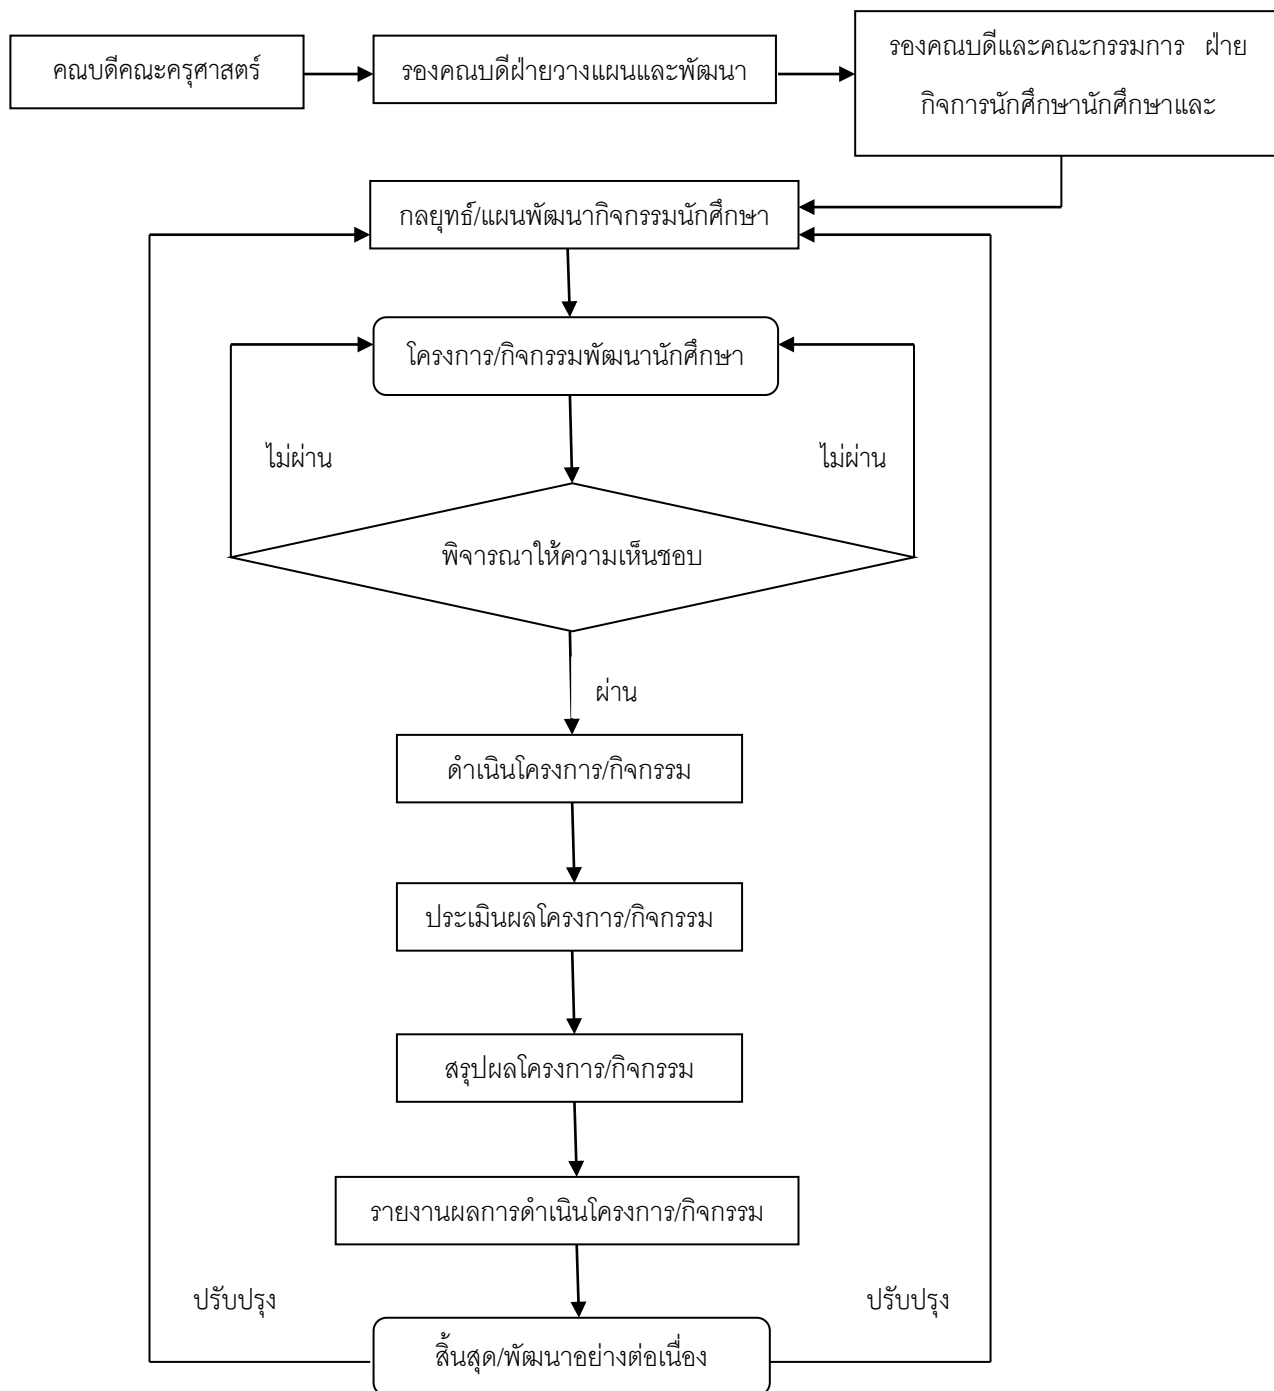 คณบดีคณะครุศาสตร์
รองคณบดีฝ่ายวางแผนและพัฒนา
รองคณบดีและคณะกรรมการ ฝ่าย
กิจการนักศึกษานักศึกษาและ
กลยุทธ์/แผนพัฒนากิจกรรมนักศึกษา
โครงการ/กิจกรรมพัฒนานักศึกษา
ไม่ผ่าน
ไม่ผ่าน
พิจารณาให้ความเห็นชอบ
ผ่าน
ดำเนินโครงการ/กิจกรรม
ประเมินผลโครงการ/กิจกรรม
สรุปผลโครงการ/กิจกรรม
รายงานผลการดำเนินโครงการ/กิจกรรม
ปรับปรุง
ปรับปรุง
สิ้นสุด/พัฒนาอย่างต่อเนื่อง